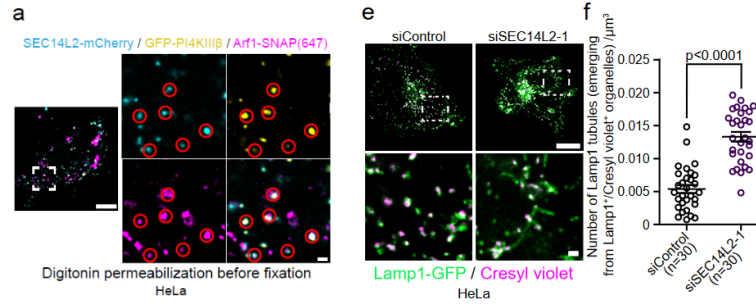 a
SEC14L2-mCherry / GFP-PI4KIIIβ / Arf1-SNAP(647)
Digitonin permeabilization before fixation
HeLa
e
siControl
siSEC14L2-1
Lamp1-GFP / Cresyl violet
HeLa
f
Number of Lamp1 tubules (emerging
from Lamp1⁺/Cresyl violet⁺ organelles) /µm³
p<0.0001
0.025
0.020
0.015
0.010
0.005
0
siControl
(n=30)
siSEC14L2-1
(n=30)